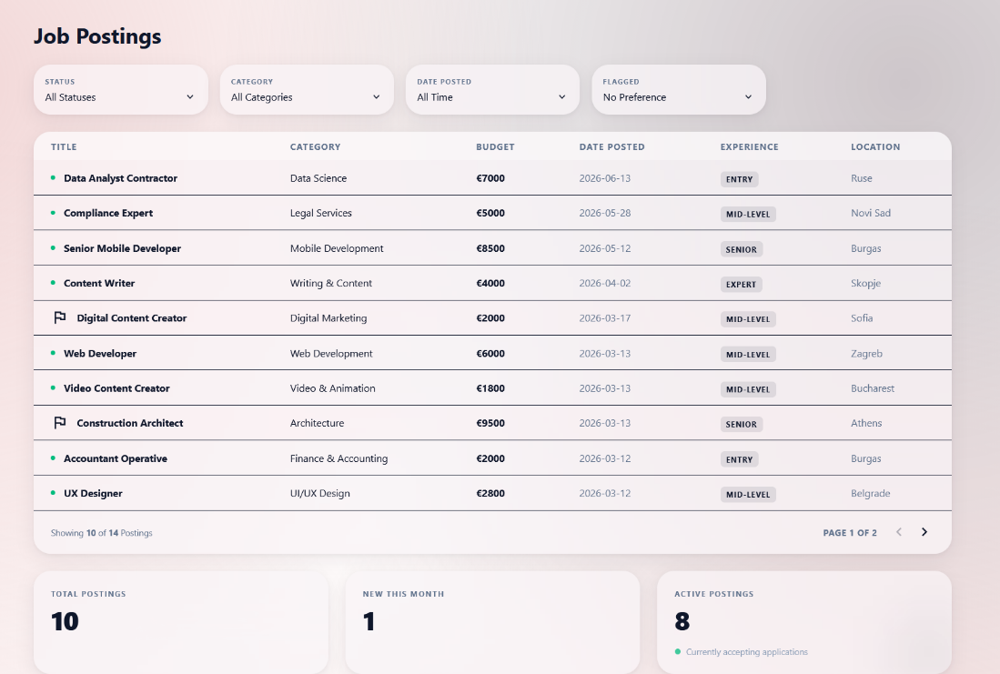 Job Postings
STATUS CATEGORY DATE POSTED FLAGGED
All Statuses All Categories All Time No Preference
TITLE CATEGORY BUDGET DATE POSTED EXPERIENCE LOCATION
Data Analyst Contractor Data Science €7000 2026-06-13 ENTRY Ruse
Compliance Expert Legal Services €5000 2026-05-28 MID-LEVEL Novi Sad
Senior Mobile Developer Mobile Development €8500 2026-05-12 SENIOR Burgas
Content Writer Writing & Content €4000 2026-04-02 EXPERT Skopje
Digital Content Creator Digital Marketing €2000 2026-03-17 MID-LEVEL Sofia
Web Developer Web Development €6000 2026-03-13 MID-LEVEL Zagreb
Video Content Creator Video & Animation €1800 2026-03-13 MID-LEVEL Bucharest
Construction Architect Architecture €9500 2026-03-13 SENIOR Athens
Accountant Operative Finance & Accounting €2000 2026-03-12 ENTRY Burgas
UX Designer UI/UX Design €2800 2026-03-12 MID-LEVEL Belgrade
Showing 10 of 14 Postings PAGE 1 OF 2
TOTAL POSTINGS NEW THIS MONTH ACTIVE POSTINGS
10 1 8
Currently accepting applications